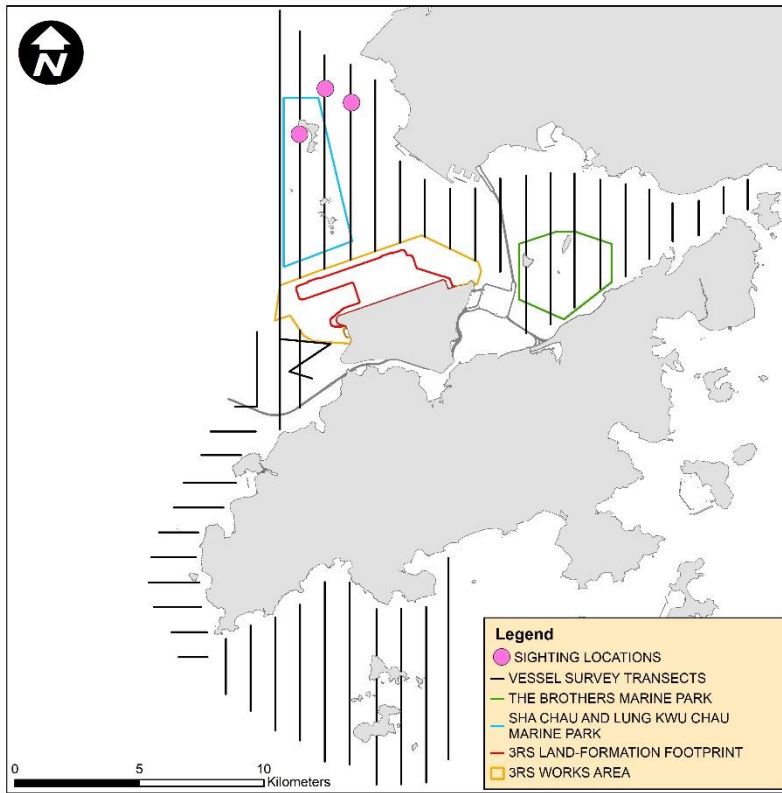 N
Legend
SIGHTING LOCATIONS
VESSEL SURVEY TRANSECTS
THE BROTHERS MARINE PARK
SHA CHAU AND LUNG KWU CHAU
MARINE PARK
3RS LAND-FORMATION FOOTPRINT
3RS WORKS AREA
0 5 10
Kilometers